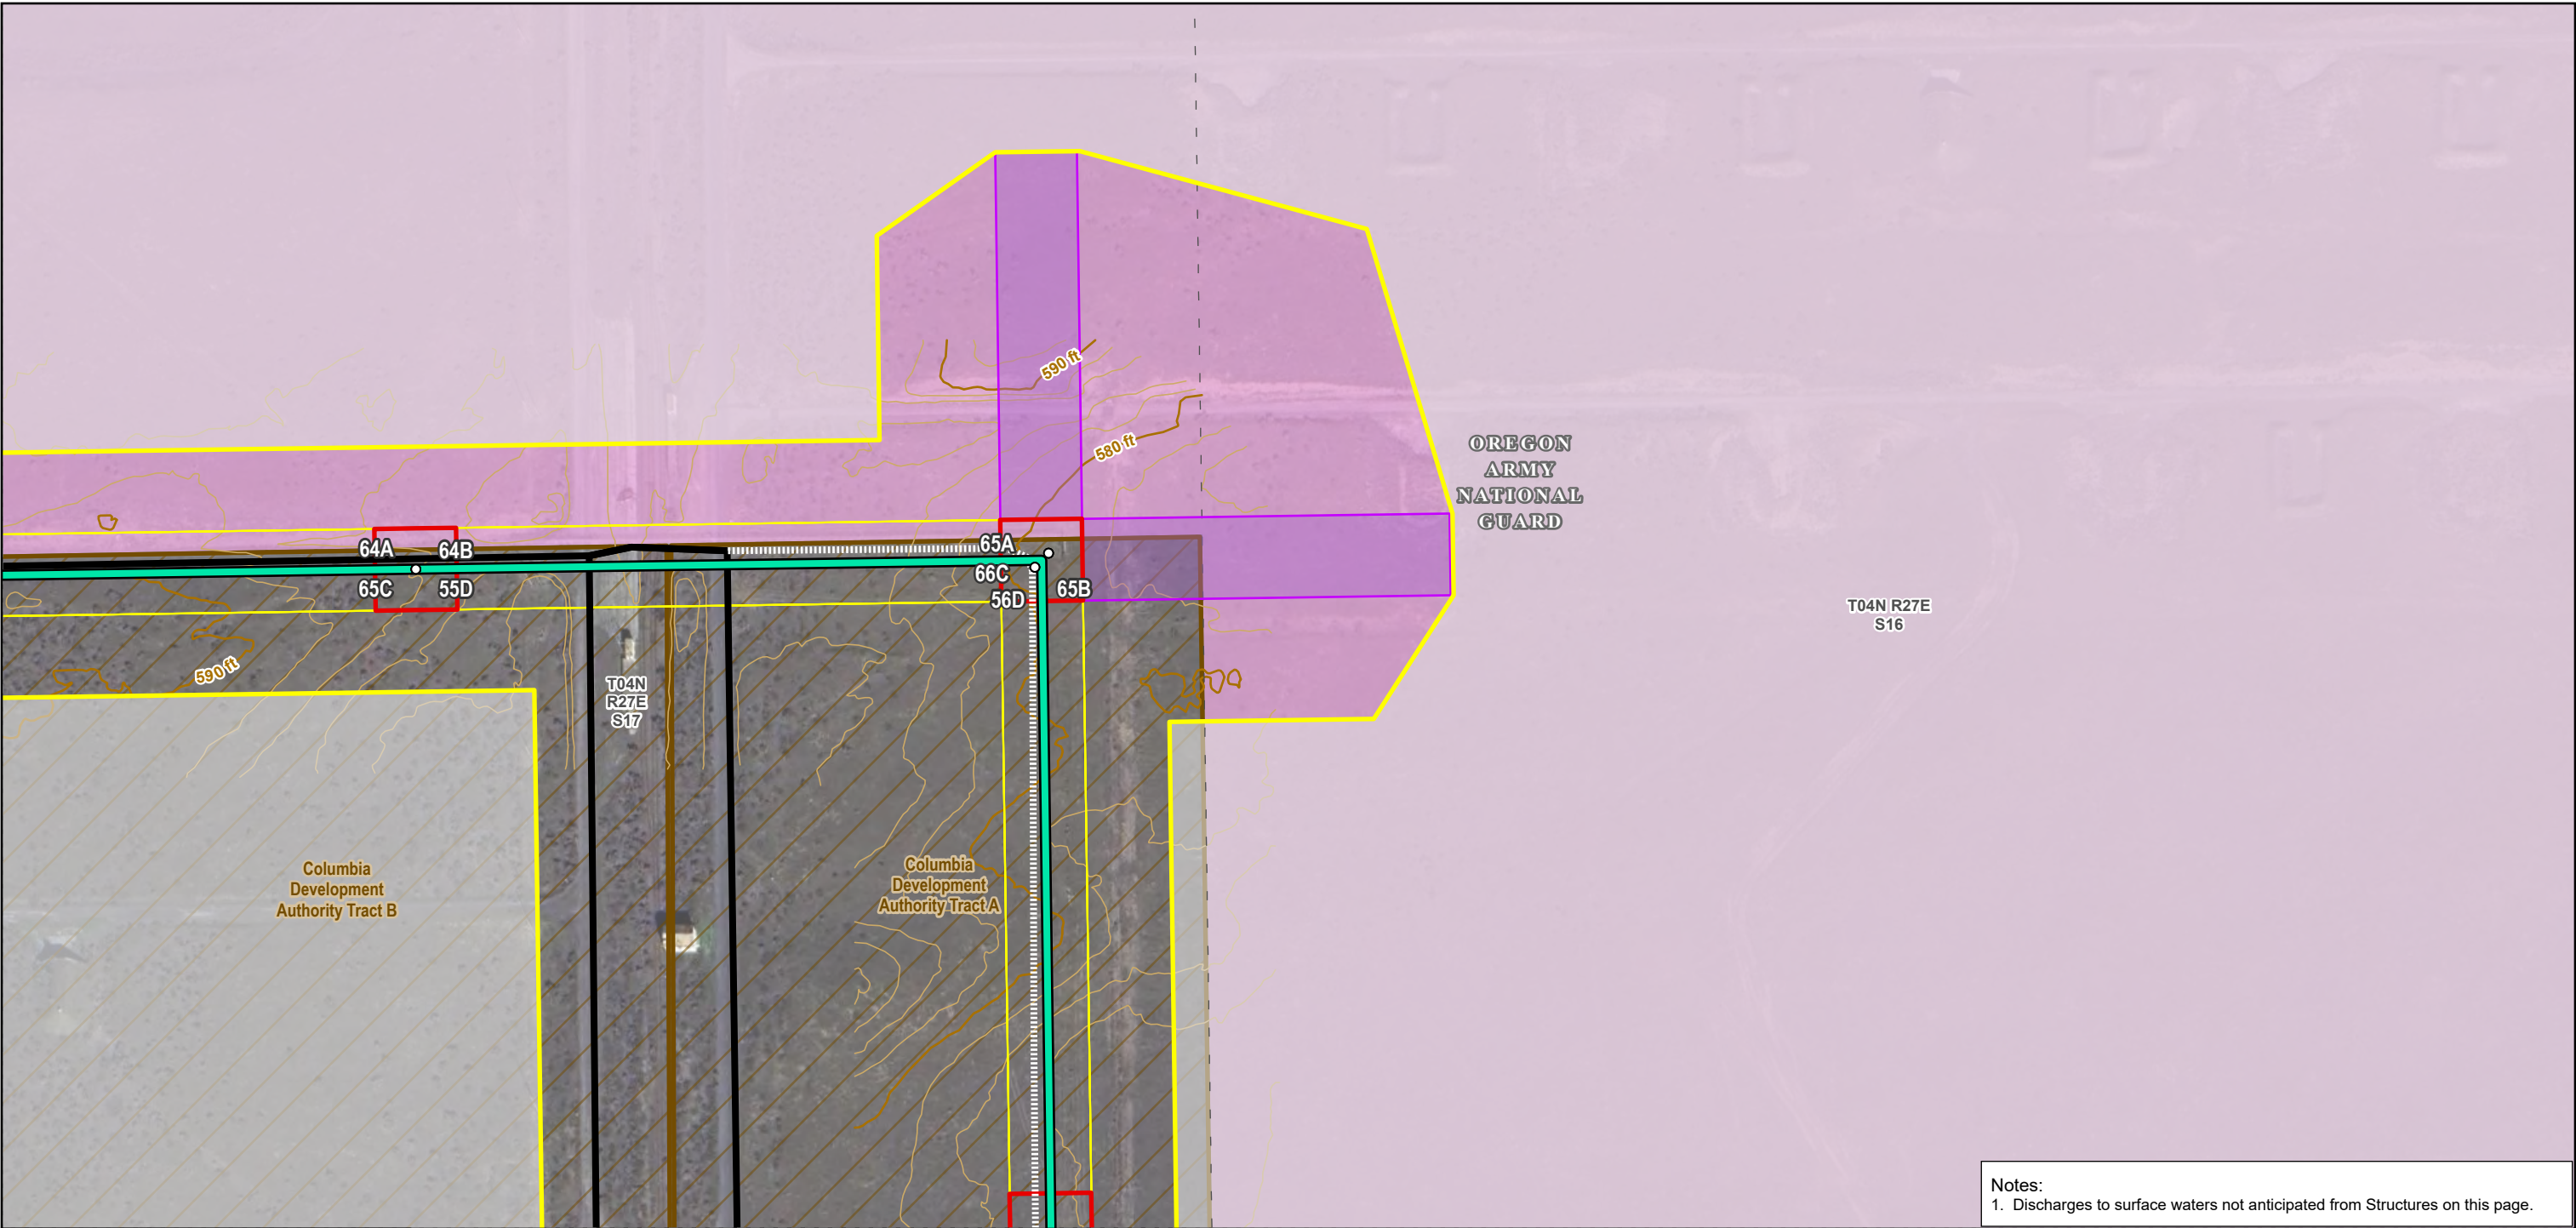 590 ft
580 ft
OREGON
ARMY
NATIONAL
GUARD
64A
64B
65A
65C
55D
66C
65B
56D
T04N R27E
S16
590 ft
T04N
R27E
S17
Columbia
Development
Authority Tract B
Columbia
Development
Authority Tract A
Notes:
1. Discharges to surface waters not anticipated from Structures on this page.